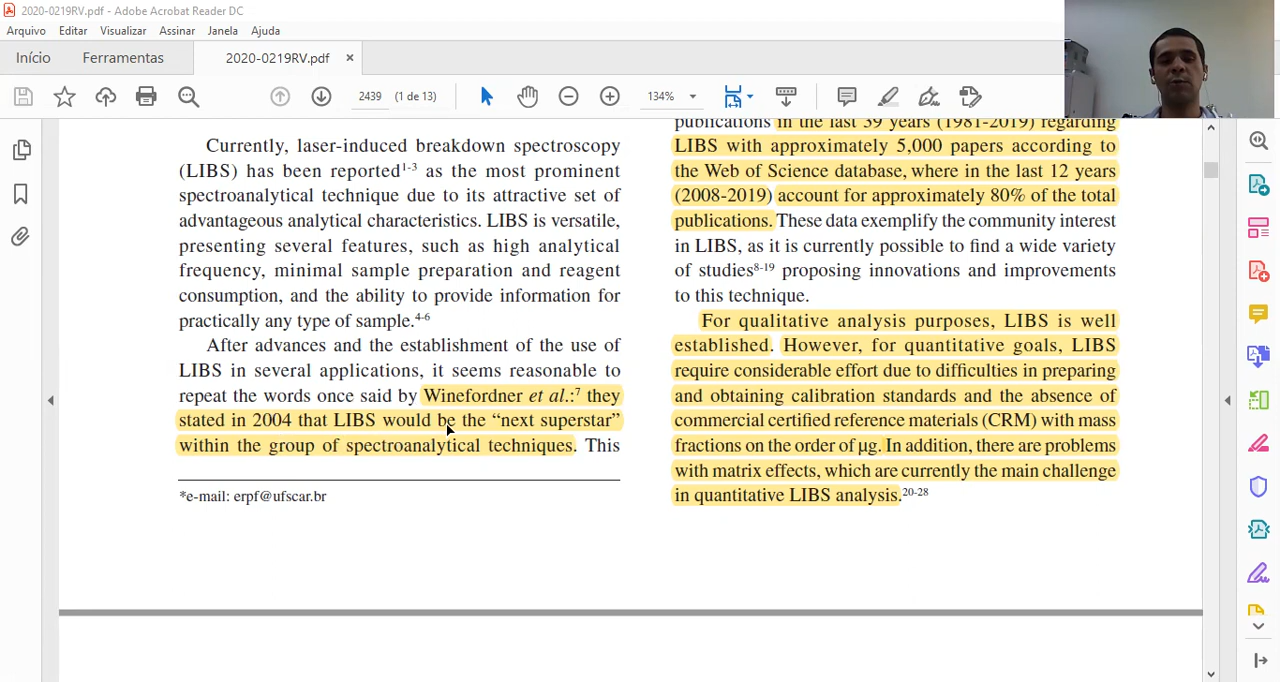 2020-0219RV.pdf - Adobe Acrobat Reader DC
Arquivo Editar Visualizar Assinar Janela Ajuda
Início Ferramentas 2020-0219RV.pdf ×
2439 (1 de 13) 134%
Currently, laser-induced breakdown spectroscopy
(LIBS) has been reported1-3 as the most prominent
spectroanalytical technique due to its attractive set of
advantageous analytical characteristics. LIBS is versatile,
presenting several features, such as high analytical
frequency, minimal sample preparation and reagent
consumption, and the ability to provide information for
practically any type of sample.4-6
After advances and the establishment of the use of
LIBS in several applications, it seems reasonable to
repeat the words once said by Winefordner et al.:7 they
stated in 2004 that LIBS would be the “next superstar”
within the group of spectroanalytical techniques. This
*e-mail: erpf@ufscar.br
publications in the last 39 years (1981-2019) regarding
LIBS with approximately 5,000 papers according to
the Web of Science database, where in the last 12 years
(2008-2019) account for approximately 80% of the total
publications. These data exemplify the community interest
in LIBS, as it is currently possible to find a wide variety
of studies8-19 proposing innovations and improvements
to this technique.
For qualitative analysis purposes, LIBS is well
established. However, for quantitative goals, LIBS
require considerable effort due to difficulties in preparing
and obtaining calibration standards and the absence of
commercial certified reference materials (CRM) with mass
fractions on the order of µg. In addition, there are problems
with matrix effects, which are currently the main challenge
in quantitative LIBS analysis.20-28